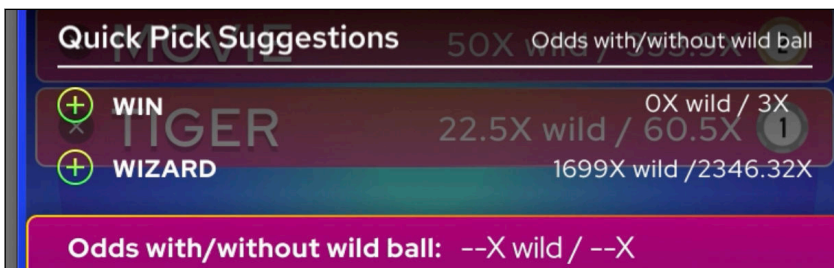 Quick Pick Suggestions Odds with/without wild ball
MOVIE 50X wild /
WIN 0X wild / 3X
TIGER 22.5X wild / 60.5X 1
WIZARD 1699X wild /2346.32X
Odds with/without wild ball: --X wild / --X